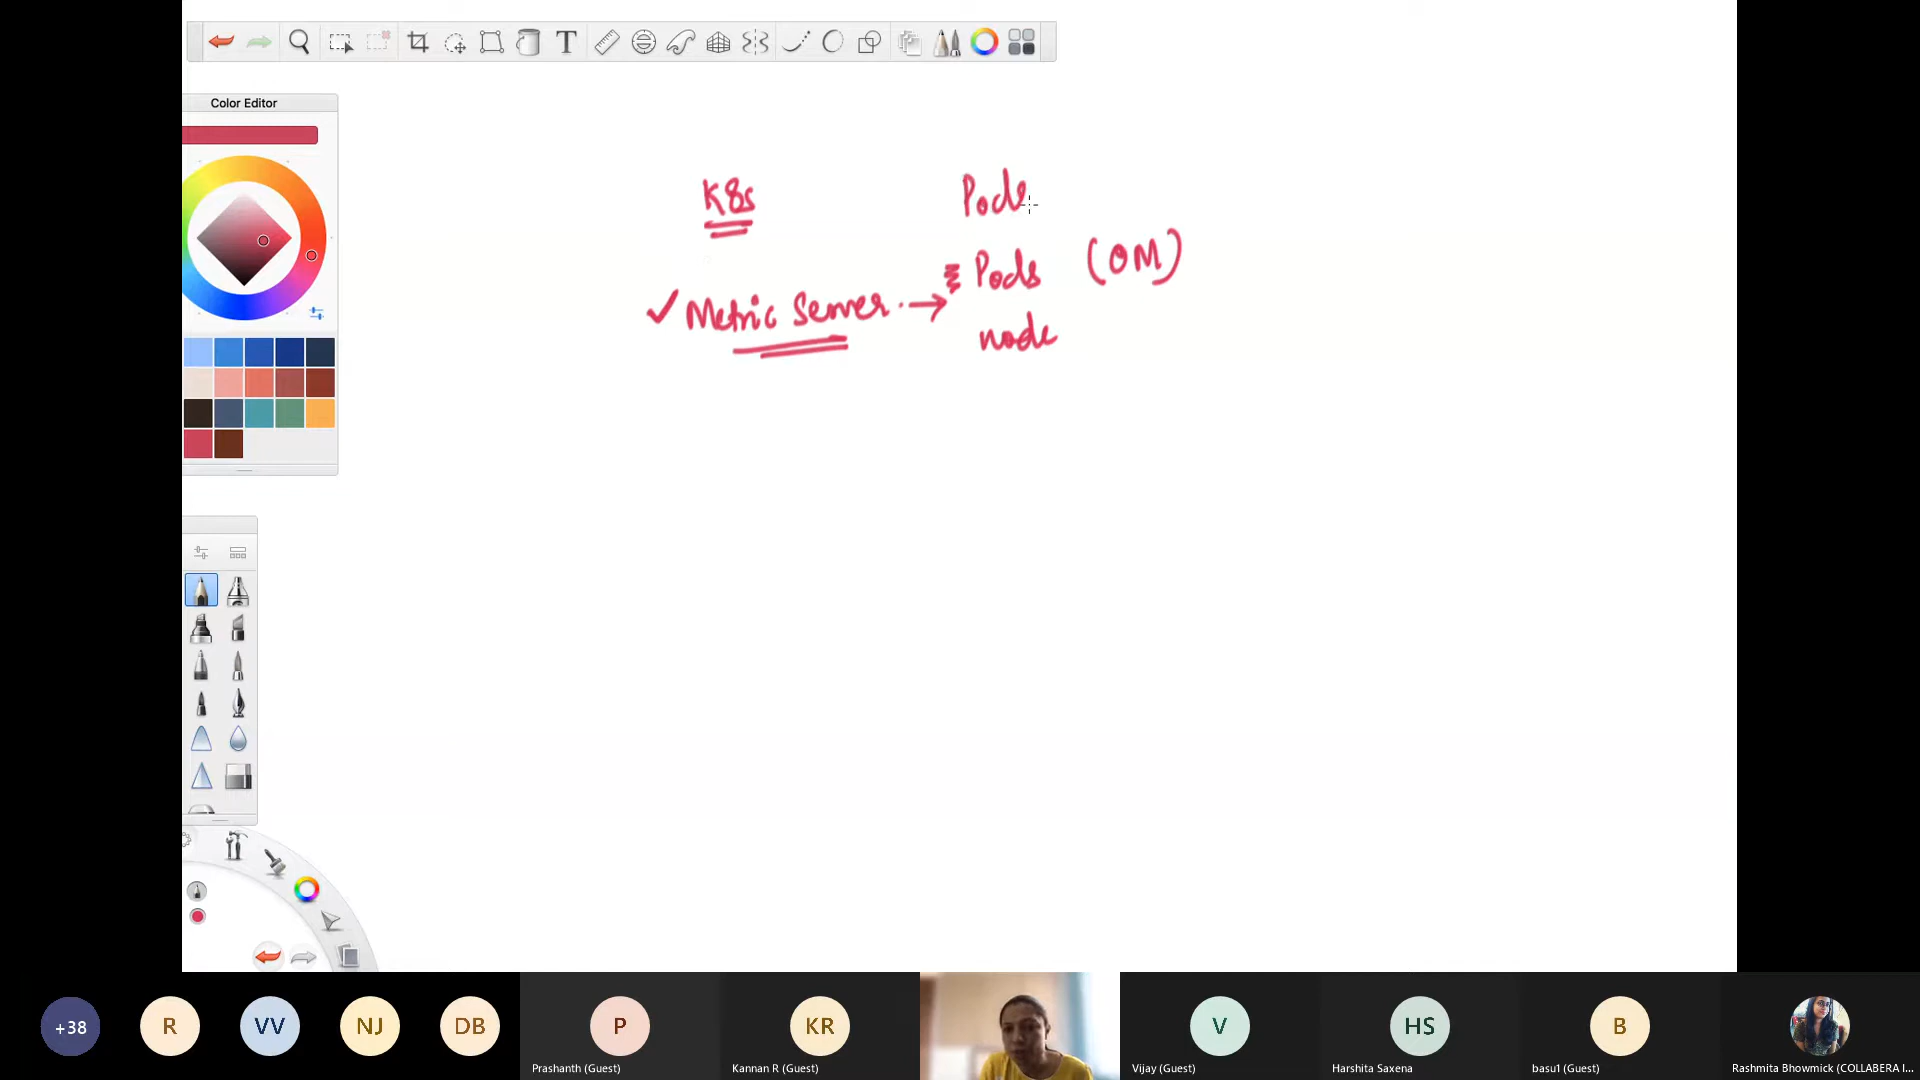 Color Editor
K8s
Pods
Pods (OM)
✓ Metric Server. →
node
+38
R
VV
NJ
DB
P
KR
V
HS
B
Prashanth (Guest)
Kannan R (Guest)
Vijay (Guest)
Harshita Saxena
basu1 (Guest)
Rashmita Bhowmick (COLLABERA I...